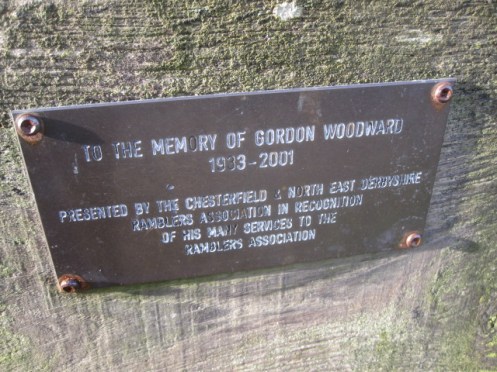 TO THE MEMORY OF GORDON WOODWARD
1933-2001
PRESENTED BY THE CHESTERFIELD & NORTH EAST DERBYSHIRE
RAMBLERS ASSOCIATION IN RECOGNITION
OF HIS MANY SERVICES TO THE
RAMBLERS ASSOCIATION